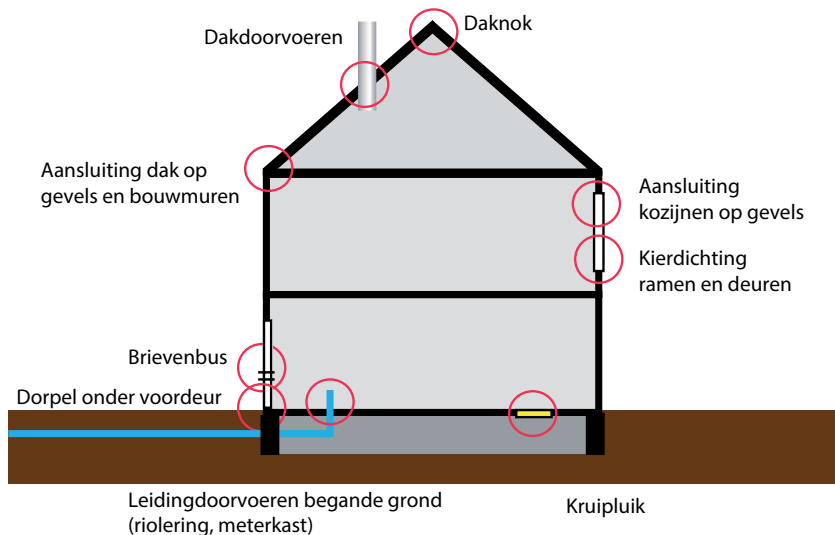 Dakdoorvoeren
Daknok
Aansluiting dak op
gevels en bouwmuren
Aansluiting
kozijnen op gevels
Kierdichting
ramen en deuren
Brievenbus
Dorpel onder voordeur
Leidingdoorvoeren begande grond
(riolering, meterkast)
Kruipluik